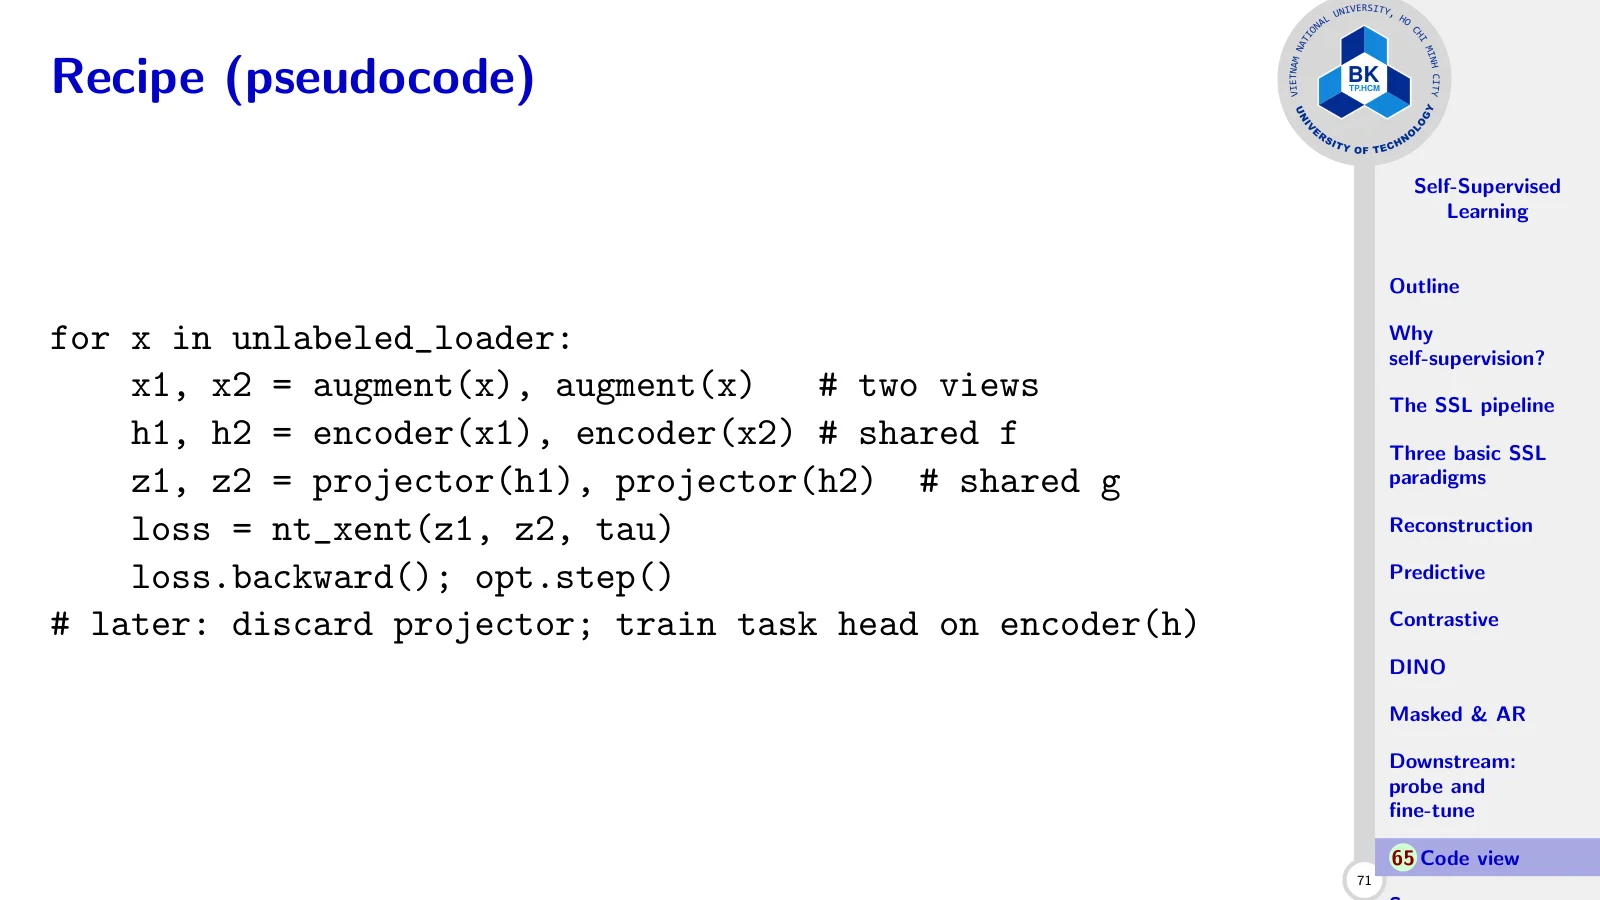 Recipe (pseudocode)
for x in unlabeled_loader:
    x1, x2 = augment(x), augment(x)   # two views
    h1, h2 = encoder(x1), encoder(x2) # shared f
    z1, z2 = projector(h1), projector(h2)  # shared g
    loss = nt_xent(z1, z2, tau)
    loss.backward(); opt.step()
# later: discard projector; train task head on encoder(h)
VIETNAM NATIONAL UNIVERSITY, HO CHI MINH CITY
BK
TP.HCM
UNIVERSITY OF TECHNOLOGY
Self-Supervised
Learning
Outline
Why
self-supervision?
The SSL pipeline
Three basic SSL
paradigms
Reconstruction
Predictive
Contrastive
DINO
Masked & AR
Downstream:
probe and
fine-tune
65 Code view
71